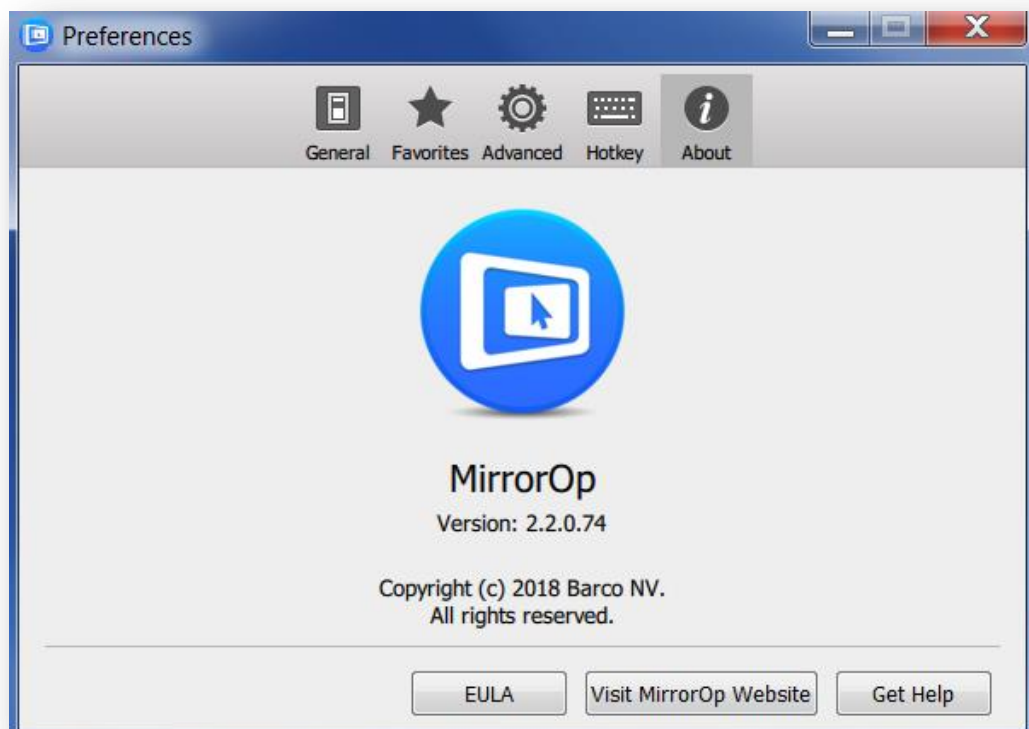 Preferences
General Favorites Advanced Hotkey About
MirrorOp
Version: 2.2.0.74
Copyright (c) 2018 Barco NV.
All rights reserved.
EULA Visit MirrorOp Website Get Help